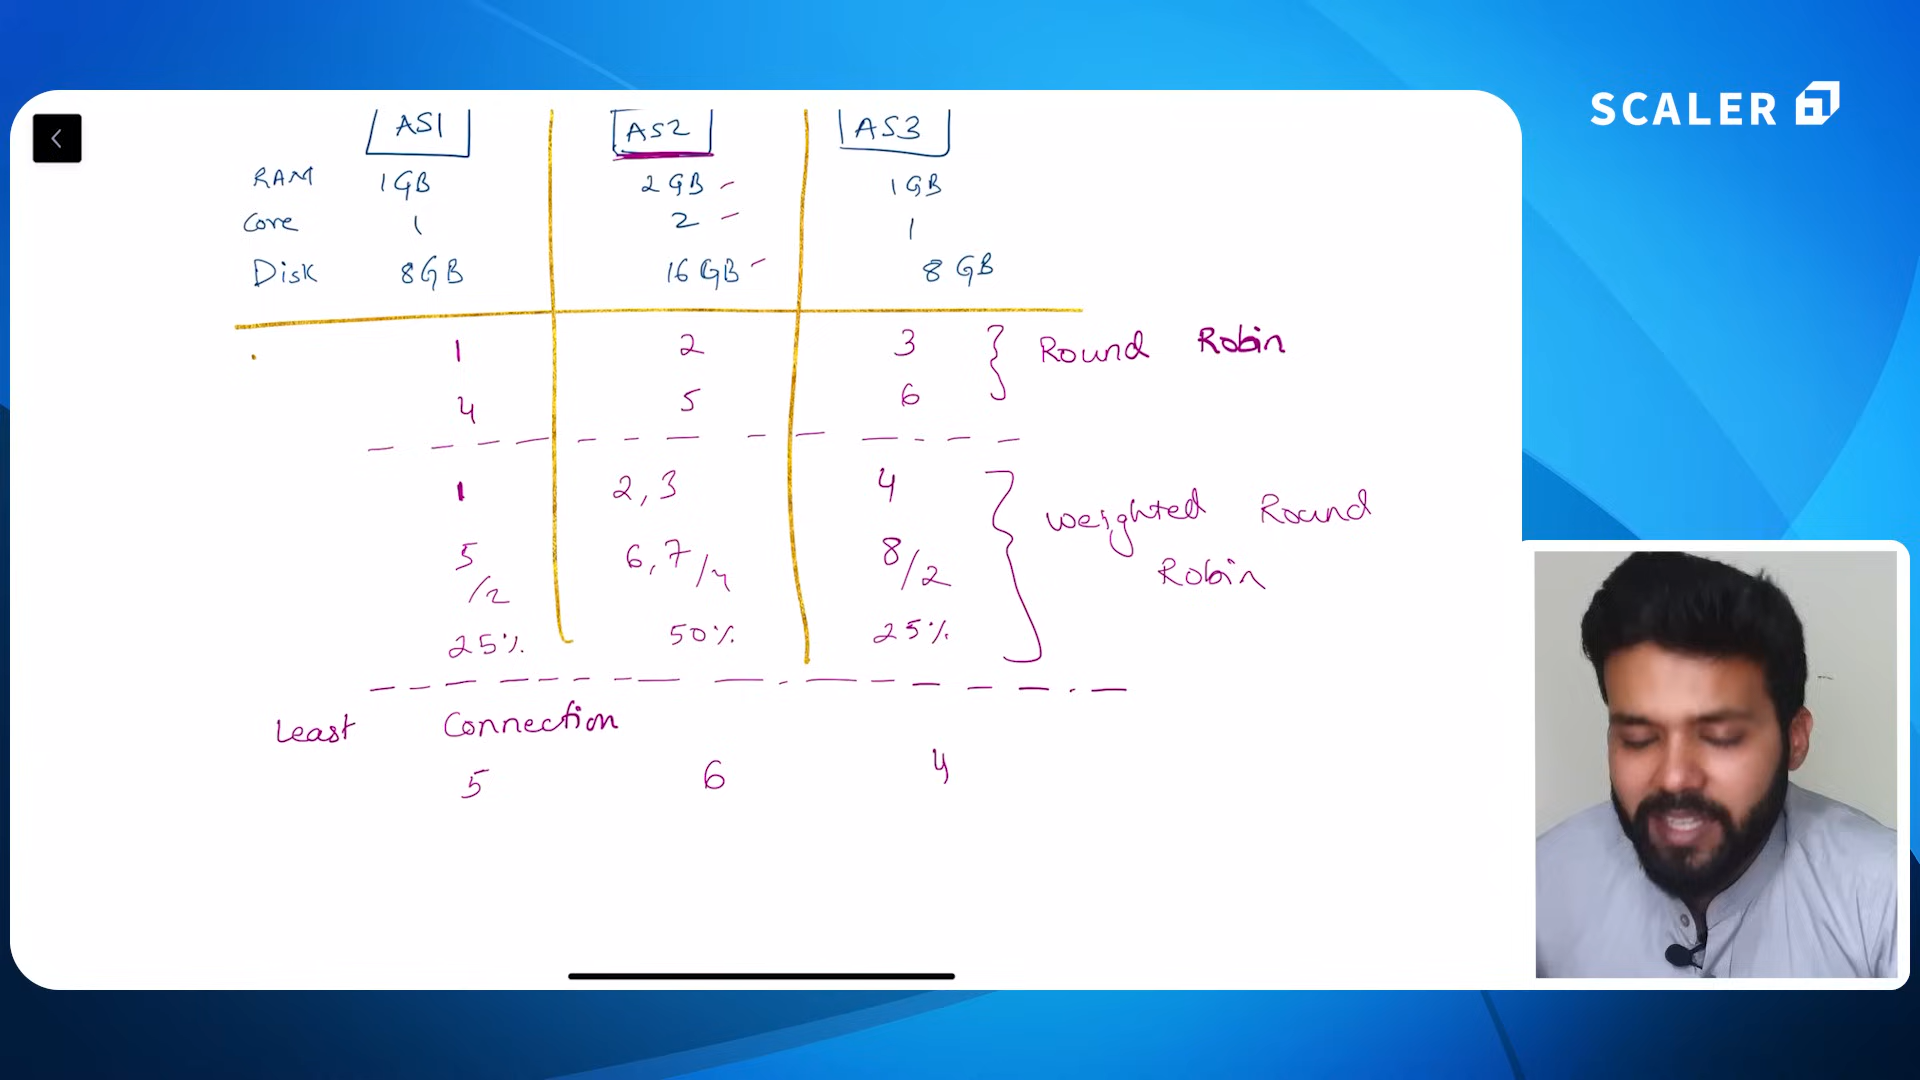 SCALER
AS1 AS2 AS3
RAM 1GB 2GB 1GB
Core 1 2 1
Disk 8GB 16GB 8GB
1 2 3 Round Robin
4 5 6
1 2,3 4 Weighted Round
5 6,7/4 8/2 Robin
/2
25% 50% 25%
Least Connection
5 6 4